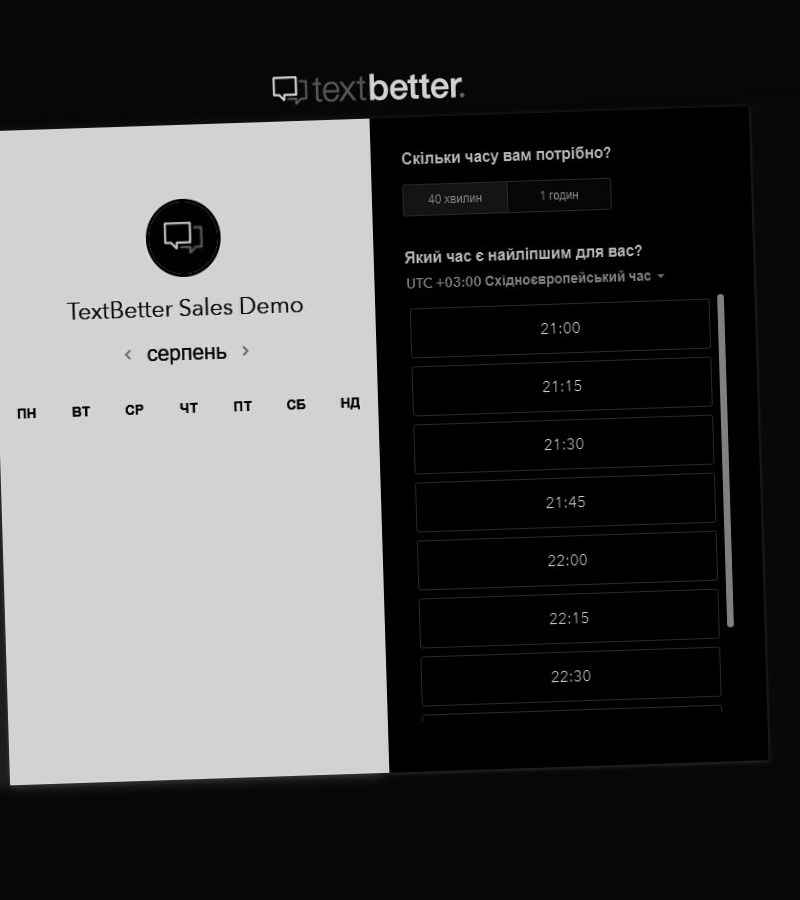 textbetter.
TextBetter Sales Demo
‹ серпень ›
ПН ВТ СР ЧТ ПТ СБ НД
Скільки часу вам потрібно?
40 хвилин 1 годин
Який час є найліпшим для вас?
UTC +03:00 Східноєвропейський час
21:00
21:15
21:30
21:45
22:00
22:15
22:30